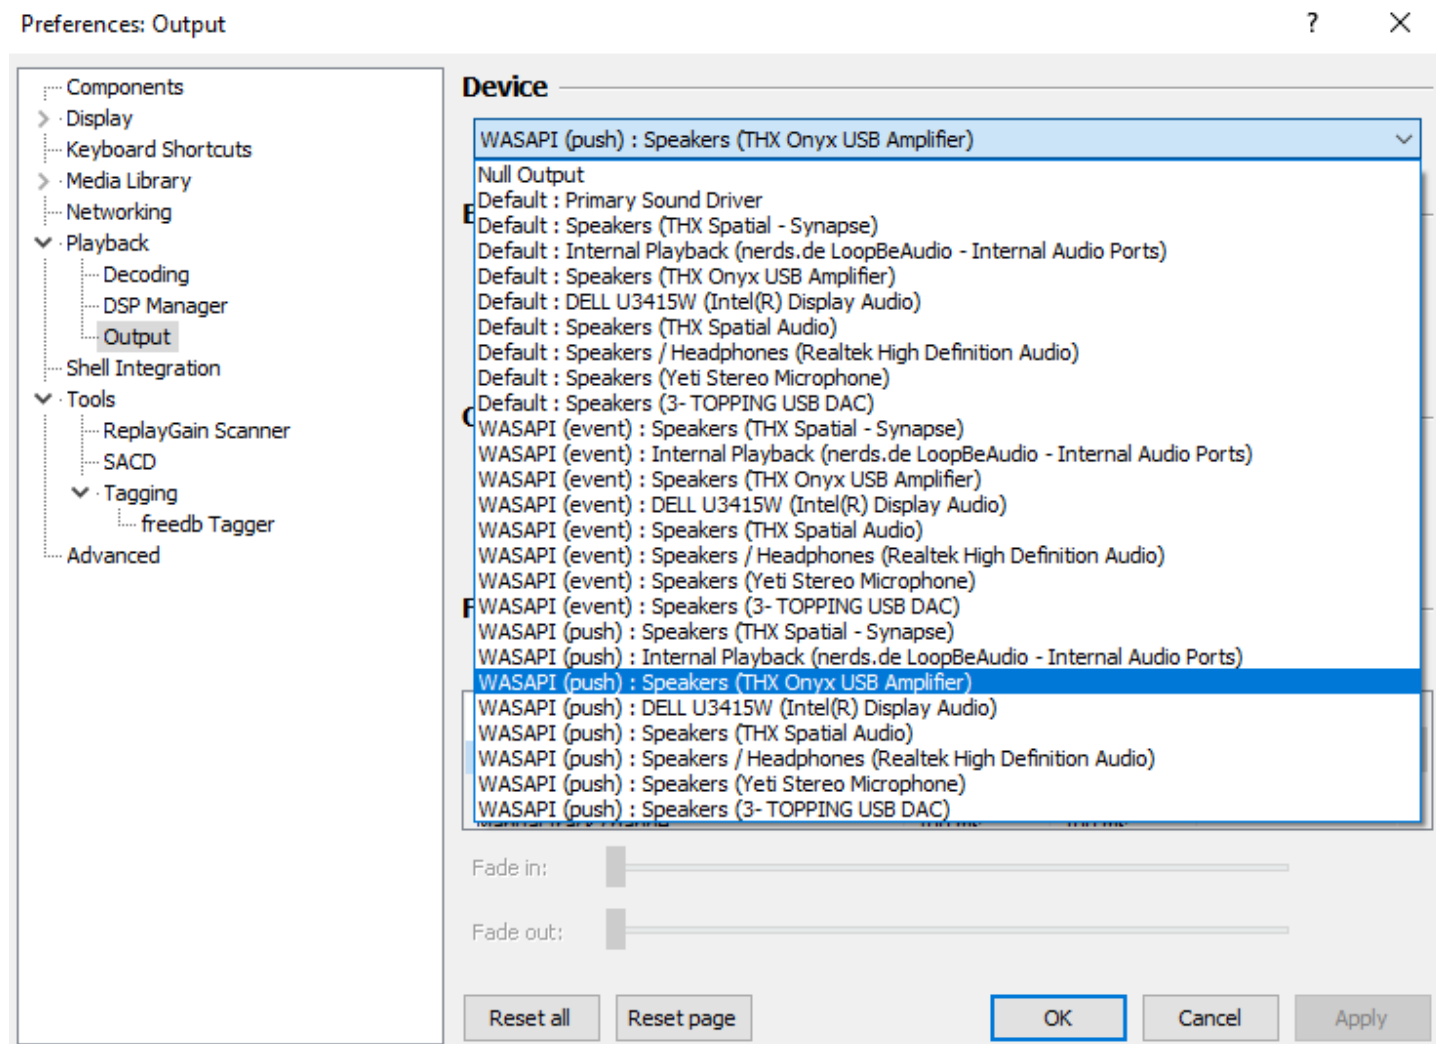 Preferences: Output
?
Components
Display
Keyboard Shortcuts
Media Library
Networking
Playback
Decoding
DSP Manager
Output
Shell Integration
Tools
ReplayGain Scanner
SACD
Tagging
freedb Tagger
Advanced
Device
WASAPI (push) : Speakers (THX Onyx USB Amplifier)
Null Output
Default : Primary Sound Driver
Default : Speakers (THX Spatial - Synapse)
Default : Internal Playback (nerds.de LoopBeAudio - Internal Audio Ports)
Default : Speakers (THX Onyx USB Amplifier)
Default : DELL U3415W (Intel(R) Display Audio)
Default : Speakers (THX Spatial Audio)
Default : Speakers / Headphones (Realtek High Definition Audio)
Default : Speakers (Yeti Stereo Microphone)
Default : Speakers (3- TOPPING USB DAC)
WASAPI (event) : Speakers (THX Spatial - Synapse)
WASAPI (event) : Internal Playback (nerds.de LoopBeAudio - Internal Audio Ports)
WASAPI (event) : Speakers (THX Onyx USB Amplifier)
WASAPI (event) : DELL U3415W (Intel(R) Display Audio)
WASAPI (event) : Speakers (THX Spatial Audio)
WASAPI (event) : Speakers / Headphones (Realtek High Definition Audio)
WASAPI (event) : Speakers (Yeti Stereo Microphone)
WASAPI (event) : Speakers (3- TOPPING USB DAC)
WASAPI (push) : Speakers (THX Spatial - Synapse)
WASAPI (push) : Internal Playback (nerds.de LoopBeAudio - Internal Audio Ports)
WASAPI (push) : Speakers (THX Onyx USB Amplifier)
WASAPI (push) : DELL U3415W (Intel(R) Display Audio)
WASAPI (push) : Speakers (THX Spatial Audio)
WASAPI (push) : Speakers / Headphones (Realtek High Definition Audio)
WASAPI (push) : Speakers (Yeti Stereo Microphone)
WASAPI (push) : Speakers (3- TOPPING USB DAC)
Fade in:
Fade out:
Reset all
Reset page
OK
Cancel
Apply